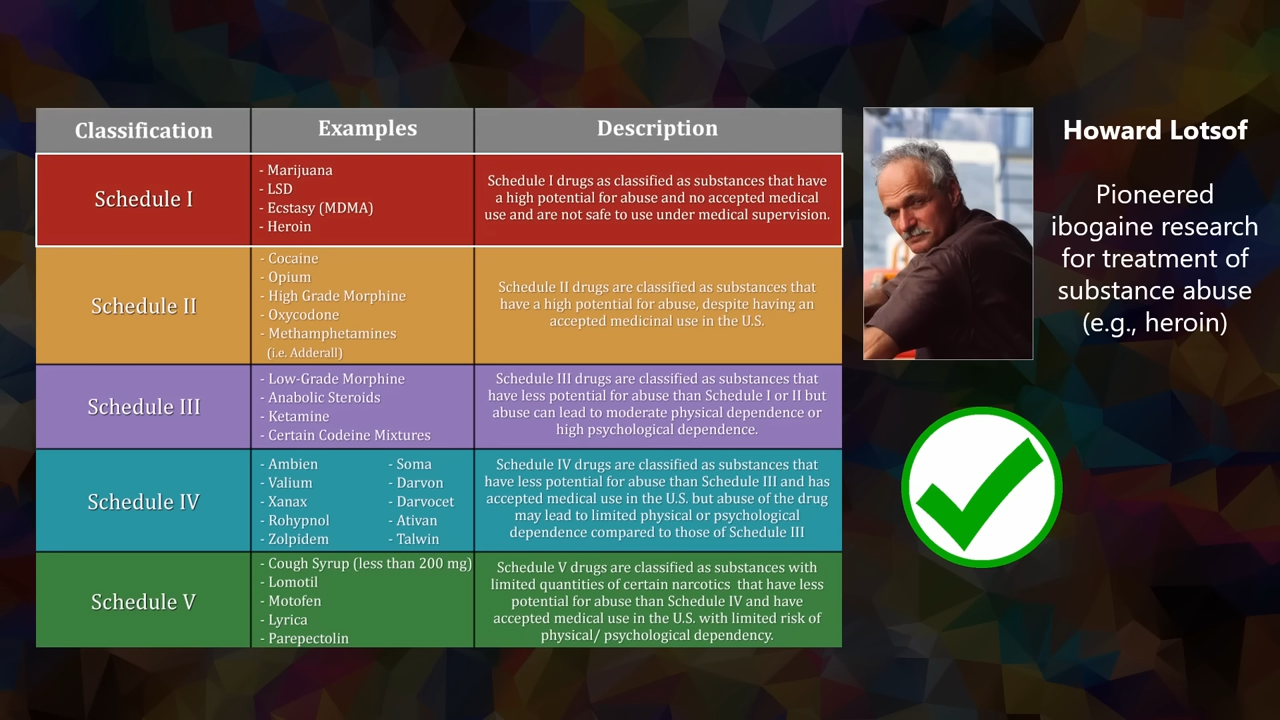 Classification
Examples
Description
Schedule I
- Marijuana
- LSD
- Ecstasy (MDMA)
- Heroin
Schedule I drugs as classified as substances that have
a high potential for abuse and no accepted medical
use and are not safe to use under medical supervision.
Schedule II
- Cocaine
- Opium
- High Grade Morphine
- Oxycodone
- Methamphetamines
(i.e. Adderall)
Schedule II drugs are classified as substances that
have a high potential for abuse, despite having an
accepted medicinal use in the U.S.
Schedule III
- Low-Grade Morphine
- Anabolic Steroids
- Ketamine
- Certain Codeine Mixtures
Schedule III drugs are classified as substances that
have less potential for abuse than Schedule I or II but
abuse can lead to moderate physical dependence or
high psychological dependence.
Schedule IV
- Ambien
- Valium
- Xanax
- Rohypnol
- Zolpidem
- Soma
- Darvon
- Darvocet
- Ativan
- Talwin
Schedule IV drugs are classified as substances that
have less potential for abuse than Schedule III and has
accepted medical use in the U.S. but abuse of the drug
may lead to limited physical or psychological
dependence compared to those of Schedule III
Schedule V
- Cough Syrup (less than 200 mg)
- Lomotil
- Motofen
- Lyrica
- Parepectolin
Schedule V drugs are classified as substances with
limited quantities of certain narcotics that have less
potential for abuse than Schedule IV and have
accepted medical use in the U.S. with limited risk of
physical/ psychological dependency.
Howard Lotsof
Pioneered
ibogaine research
for treatment of
substance abuse
(e.g., heroin)